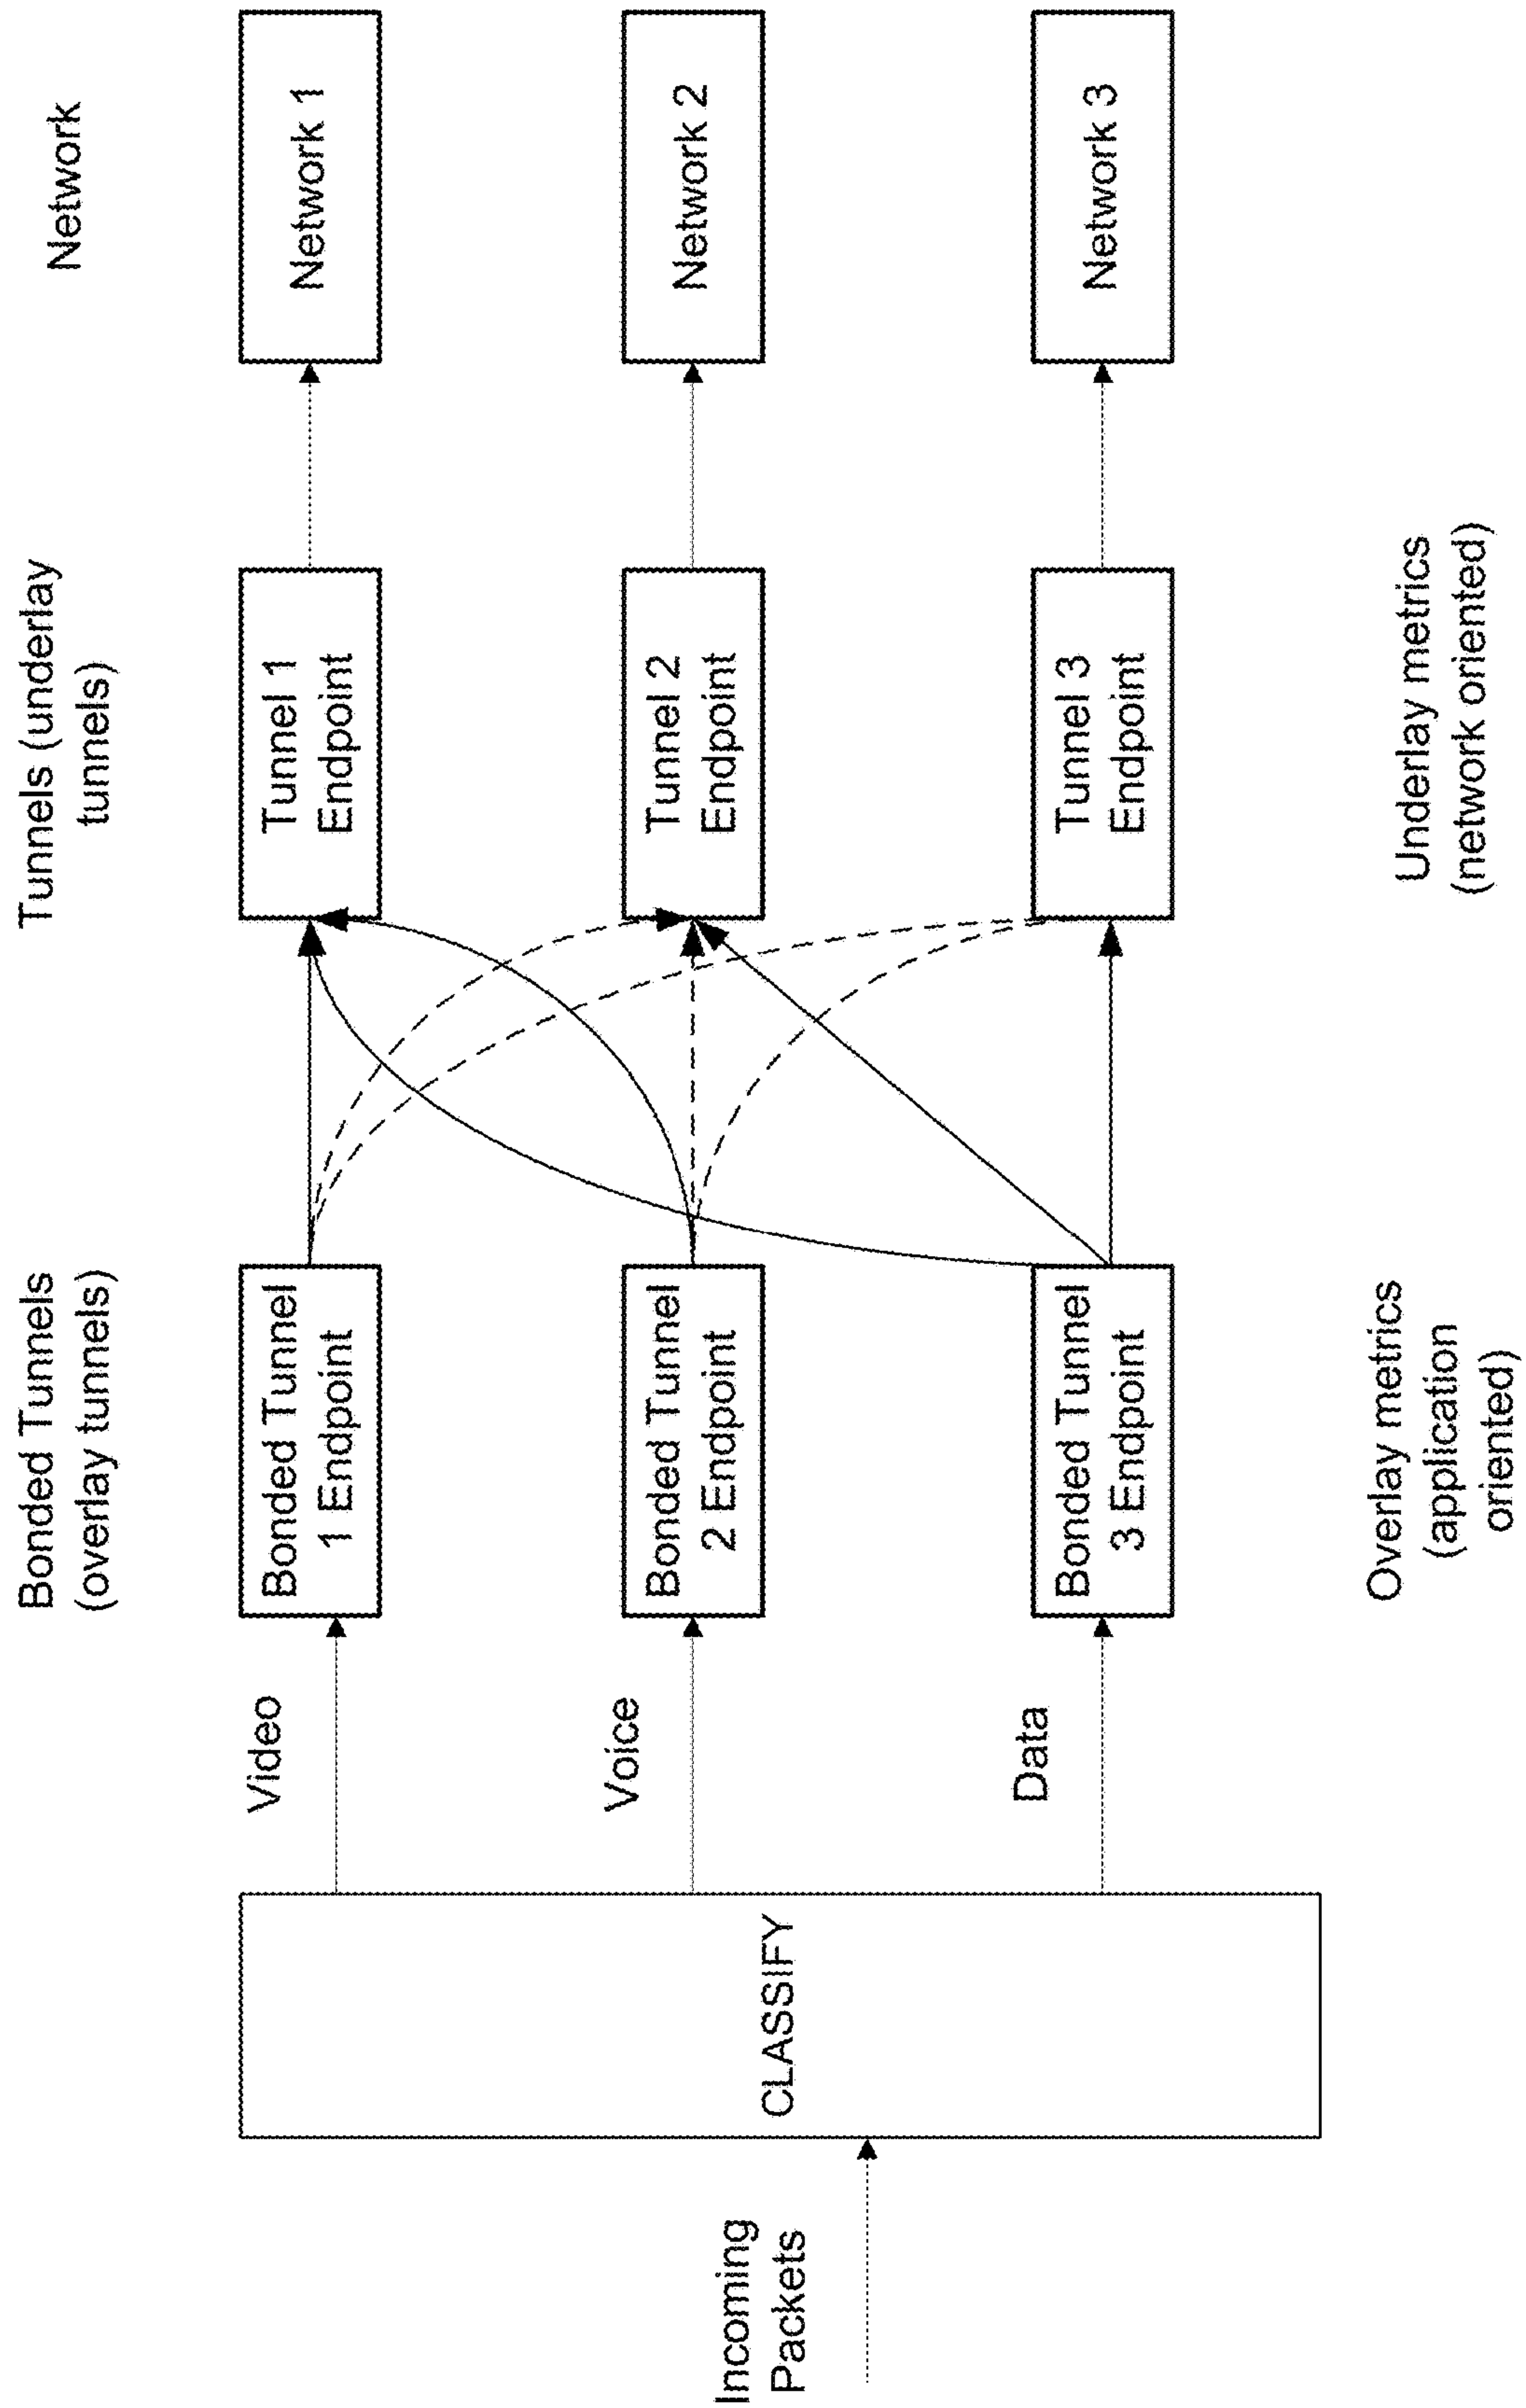 Bonded Tunnels
(overlay tunnels)
Tunnels (underlay
tunnels)
Network
Incoming
Packets
CLASSIFY
Video
Bonded Tunnel
1 Endpoint
Tunnel 1
Endpoint
Network 1
Voice
Bonded Tunnel
2 Endpoint
Tunnel 2
Endpoint
Network 2
Data
Bonded Tunnel
3 Endpoint
Tunnel 3
Endpoint
Network 3
Overlay metrics
(application
oriented)
Underlay metrics
(network oriented)